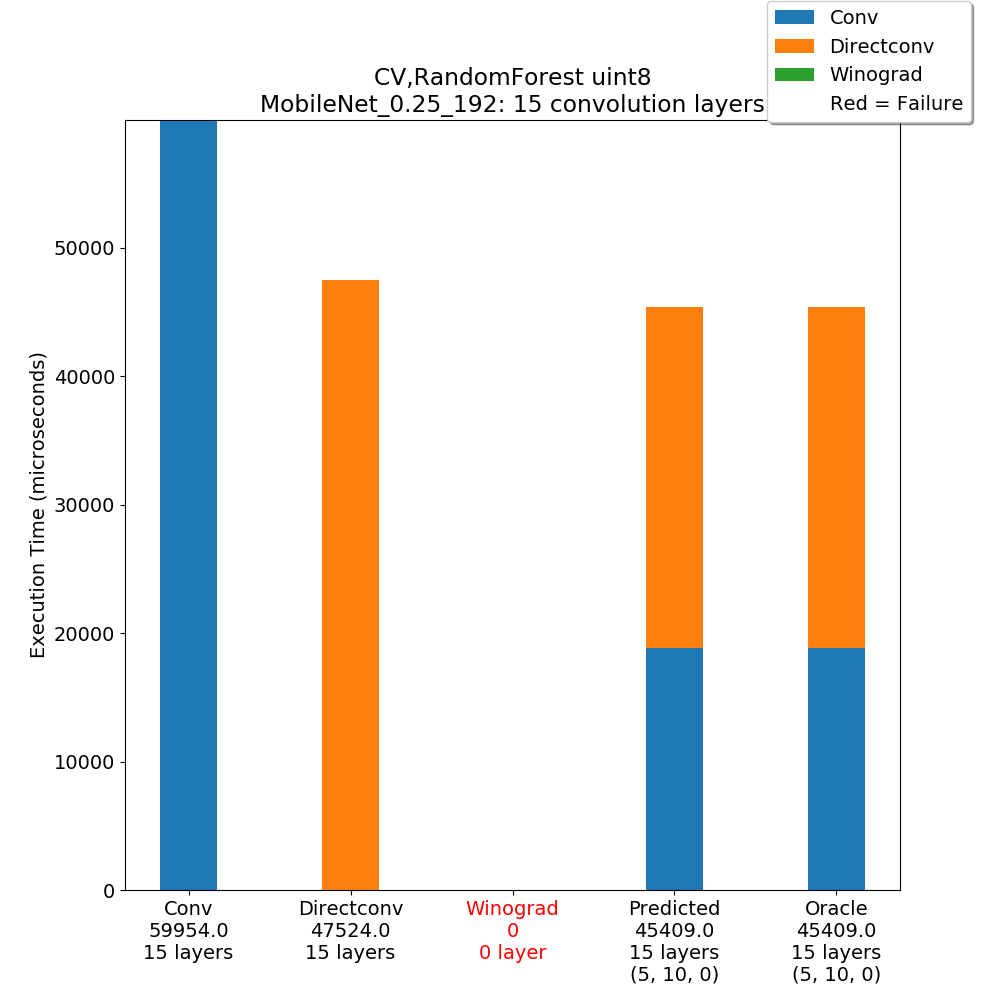 Conv
Directconv
Winograd
Red = Failure
CV,RandomForest uint8
MobileNet_0.25_192: 15 convolution layers
Execution Time (microseconds)
50000
40000
30000
20000
10000
0
Conv
59954.0
15 layers
Directconv
47524.0
15 layers
Winograd
0
0 layer
Predicted
45409.0
15 layers
(5, 10, 0)
Oracle
45409.0
15 layers
(5, 10, 0)